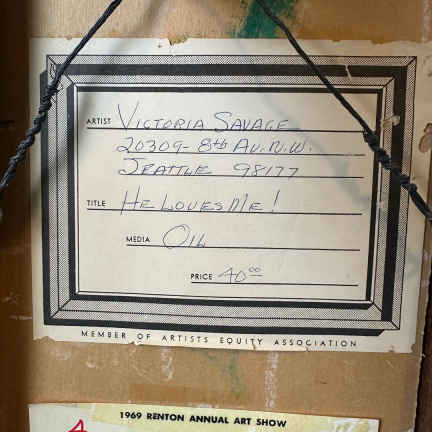 ARTIST VICTORIA SAVAGE
20309- 8th AV. N.W.
SEATTLE 98177
TITLE HE LOVES ME!
MEDIA OIL
PRICE 40 00
MEMBER OF ARTISTS EQUITY ASSOCIATION
1969 RENTON ANNUAL ART SHOW